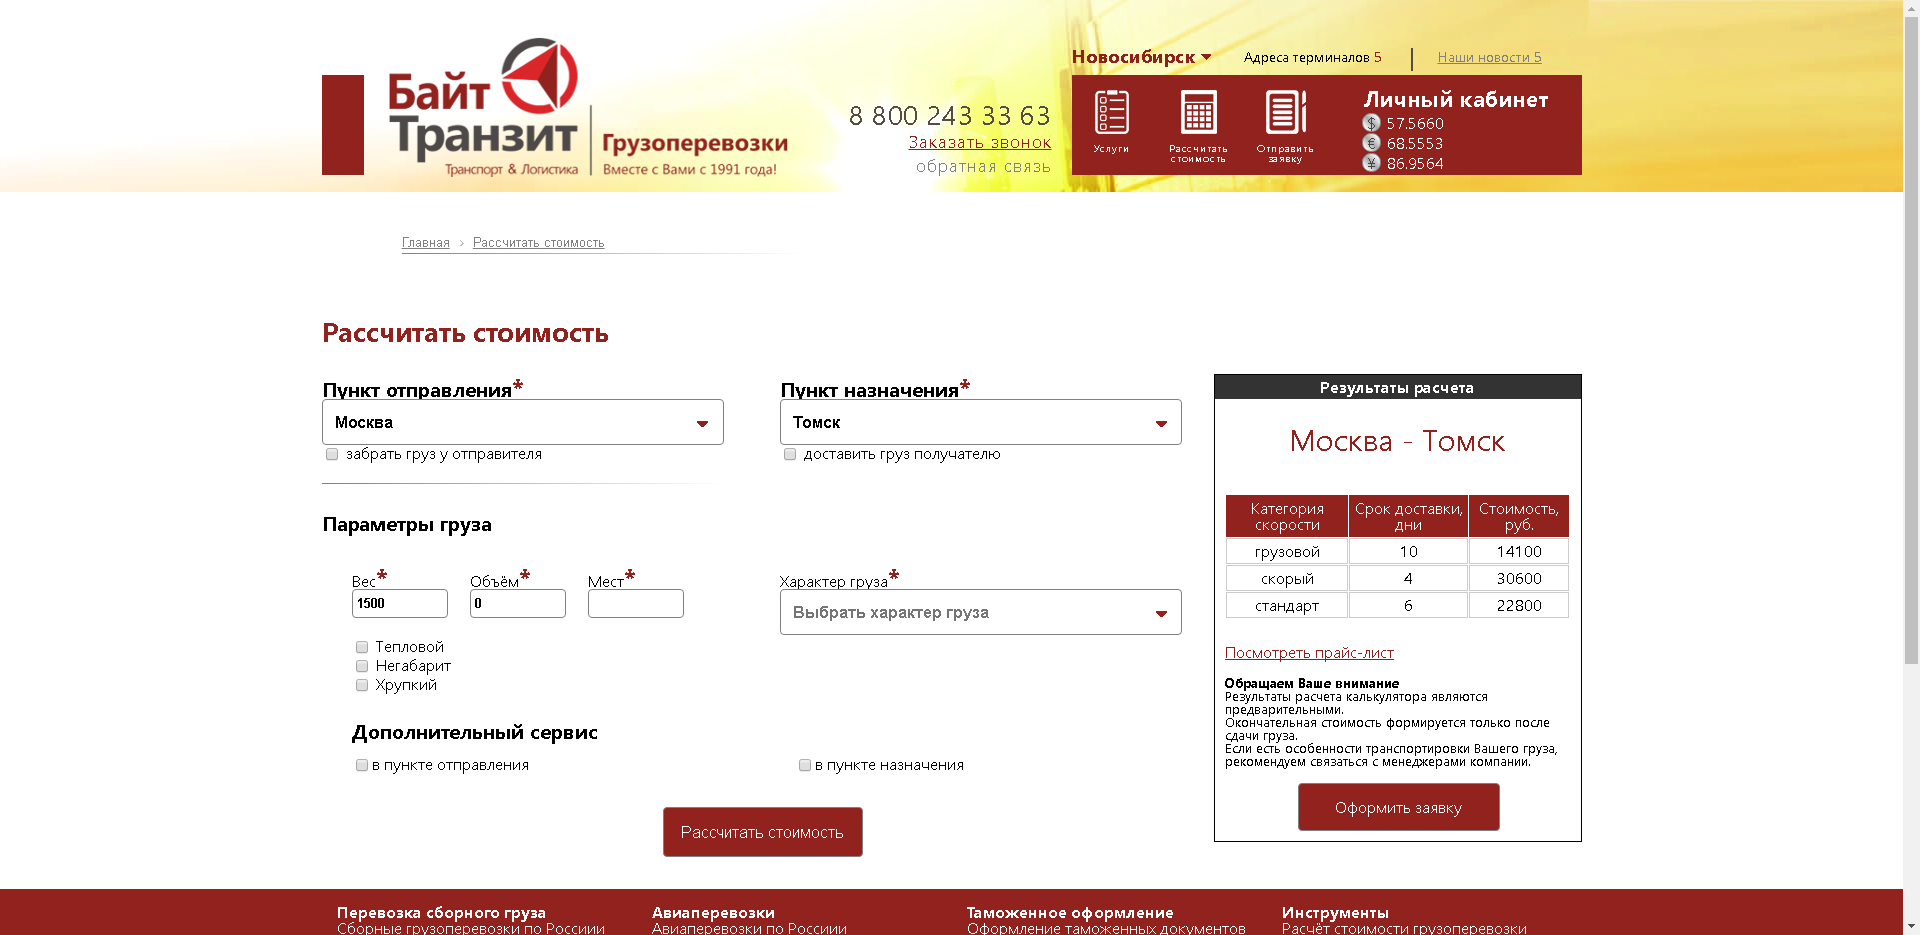 Байт
Транзит
Транспорт & Логистика
Грузоперевозки
Вместе с Вами с 1991 года!
8 800 243 33 63
Заказать звонок
обратная связь
Новосибирск
Адреса терминалов 5
Наши новости 5
Услуги
Рассчитать стоимость
Отправить заявку
Личный кабинет
$ 57.5660
€ 68.5553
¥ 86.9564
Главная › Рассчитать стоимость
Рассчитать стоимость
Пункт отправления*
Москва
забрать груз у отправителя
Пункт назначения*
Томск
доставить груз получателю
Параметры груза
Вес* Объём* Мест*
1500 0
Характер груза*
Выбрать характер груза
Тепловой
Негабарит
Хрупкий
Дополнительный сервис
в пункте отправления
в пункте назначения
Рассчитать стоимость
Результаты расчета
Москва - Томск
Категория скорости Срок доставки, дни Стоимость, руб.
грузовой 10 14100
скорый 4 30600
стандарт 6 22800
Посмотреть прайс-лист
Обращаем Ваше внимание
Результаты расчета калькулятора являются
предварительными.
Окончательная стоимость формируется только после
сдачи груза.
Если есть особенности транспортировки Вашего груза,
рекомендуем связаться с менеджерами компании.
Оформить заявку
Перевозка сборного груза
Сборные грузоперевозки по Россиии
Авиаперевозки
Авиаперевозки по Россиии
Таможенное оформление
Оформление таможенных документов
Инструменты
Расчёт стоимости грузоперевозки